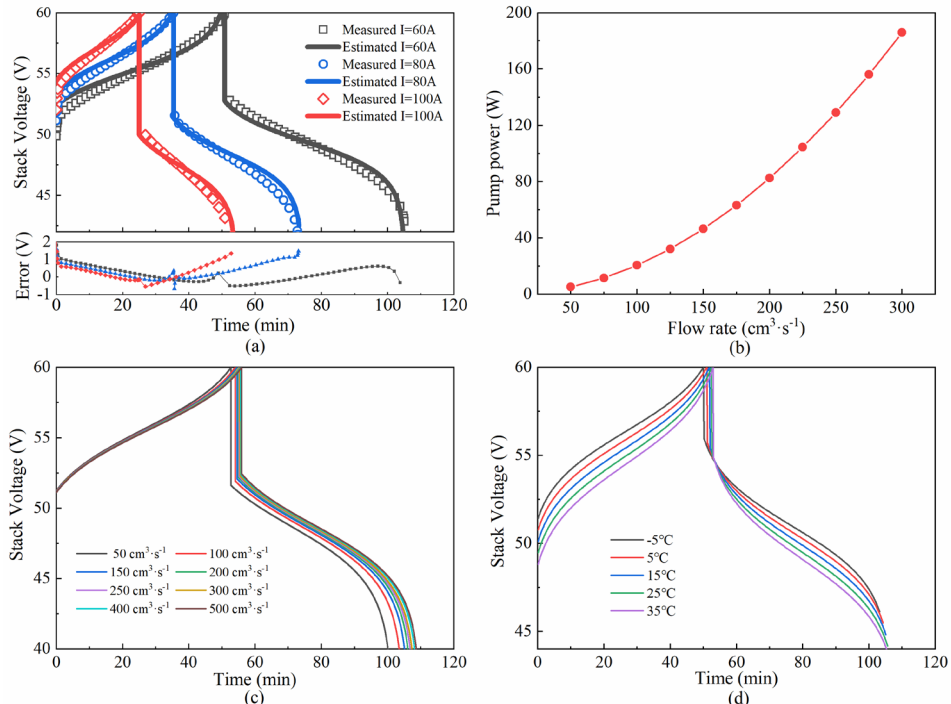 60
55
50
45
Stack Voltage (V)
Measured I=60A
Estimated I=60A
Measured I=80A
Estimated I=80A
Measured I=100A
Estimated I=100A
2
1
0
-1
Error (V)
0 20 40 60 80 100 120
Time (min)
(a)
200
160
120
80
40
0
Pump power (W)
50 100 150 200 250 300
Flow rate (cm³·s⁻¹)
(b)
60
55
50
45
40
Stack Voltage (V)
50 cm³·s⁻¹ 100 cm³·s⁻¹
150 cm³·s⁻¹ 200 cm³·s⁻¹
250 cm³·s⁻¹ 300 cm³·s⁻¹
400 cm³·s⁻¹ 500 cm³·s⁻¹
0 20 40 60 80 100 120
Time (min)
(c)
60
55
50
45
Stack Voltage (V)
-5℃
5℃
15℃
25℃
35℃
0 20 40 60 80 100 120
Time (min)
(d)